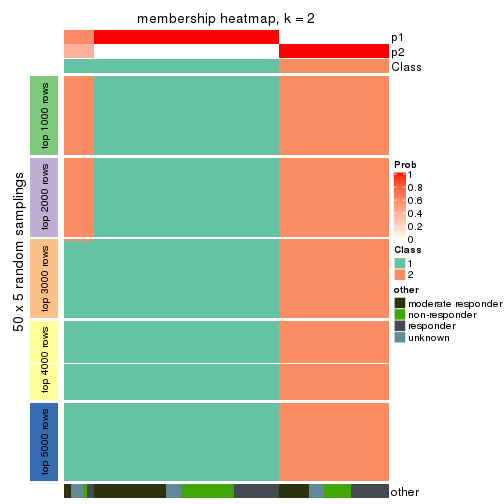 membership heatmap, k = 2
p1
p2
Class
50 x 5 random samplings
top 1000 rows
top 2000 rows
top 3000 rows
top 4000 rows
top 5000 rows
Prob
1
0.8
0.6
0.4
0.2
0
Class
1
2
other
moderate responder
non-responder
responder
unknown
other